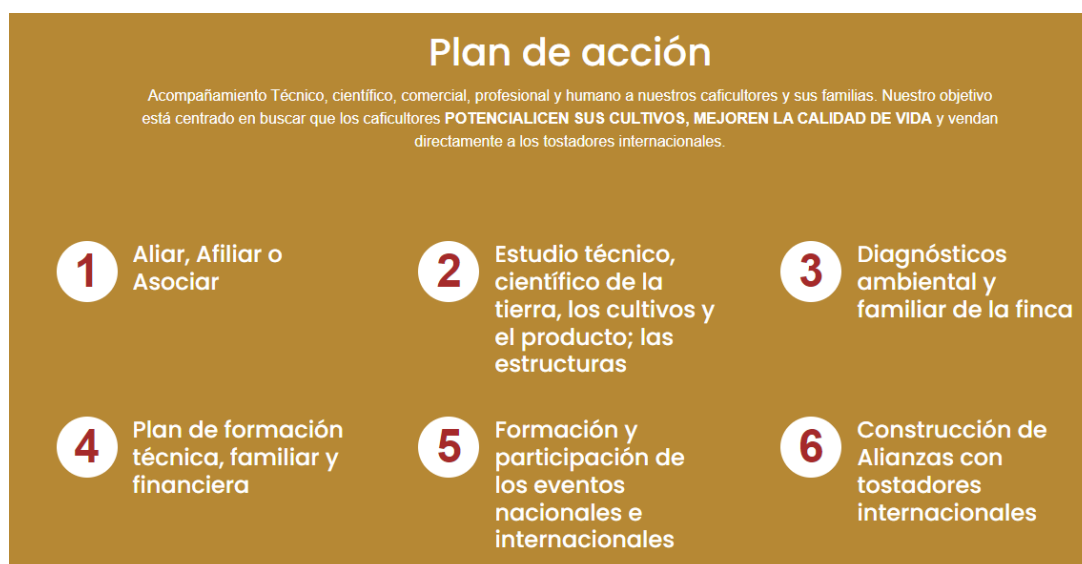 Plan de acción
Acompañamiento Técnico, científico, comercial, profesional y humano a nuestros caficultores y sus familias. Nuestro objetivo
está centrado en buscar que los caficultores POTENCIALICEN SUS CULTIVOS, MEJOREN LA CALIDAD DE VIDA y vendan
directamente a los tostadores internacionales.
1
Aliar, Afiliar o
Asociar
2
Estudio técnico,
científico de la
tierra, los cultivos y
el producto; las
estructuras
3
Diagnósticos
ambiental y
familiar de la finca
4
Plan de formación
técnica, familiar y
financiera
5
Formación y
participación de
los eventos
nacionales e
internacionales
6
Construcción de
Alianzas con
tostadores
internacionales